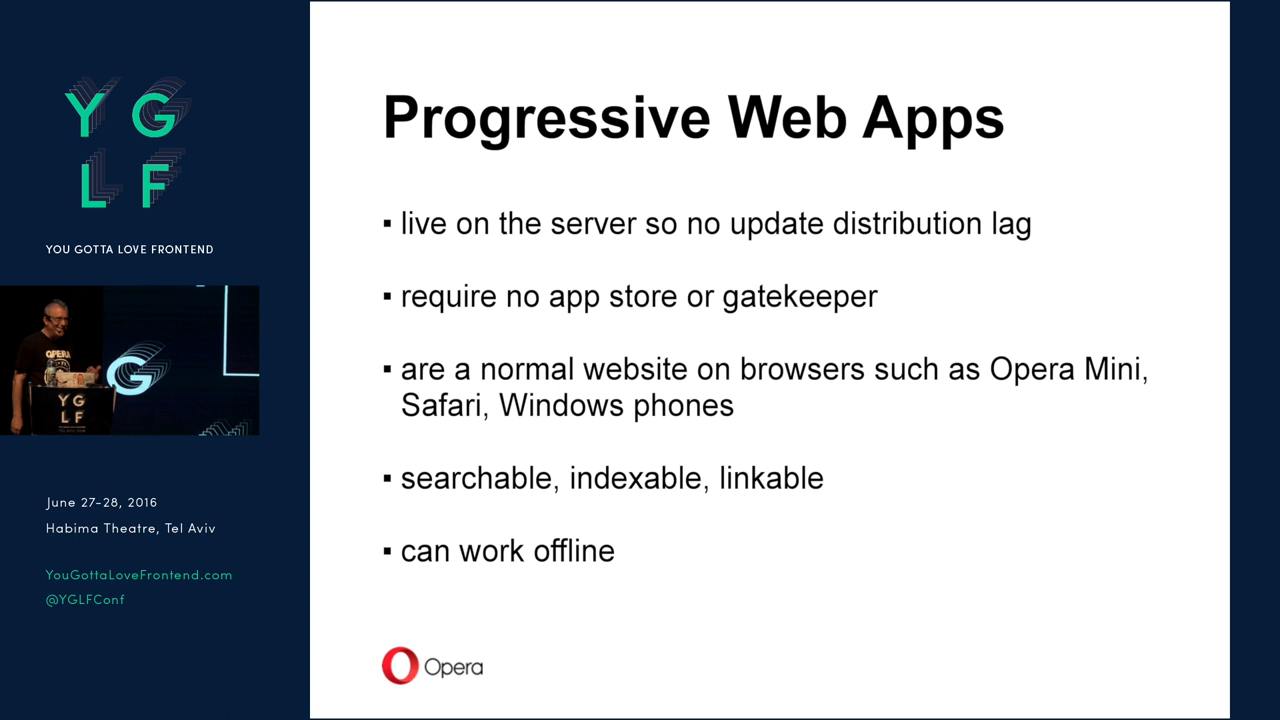 Y G
L F
YOU GOTTA LOVE FRONTEND
OPERA
G
Y G
L F
June 27-28, 2016
Habima Theatre, Tel Aviv
YouGottaLoveFrontend.com
@YGLFConf
Progressive Web Apps
▪ live on the server so no update distribution lag
▪ require no app store or gatekeeper
▪ are a normal website on browsers such as Opera Mini,
Safari, Windows phones
▪ searchable, indexable, linkable
▪ can work offline
Opera